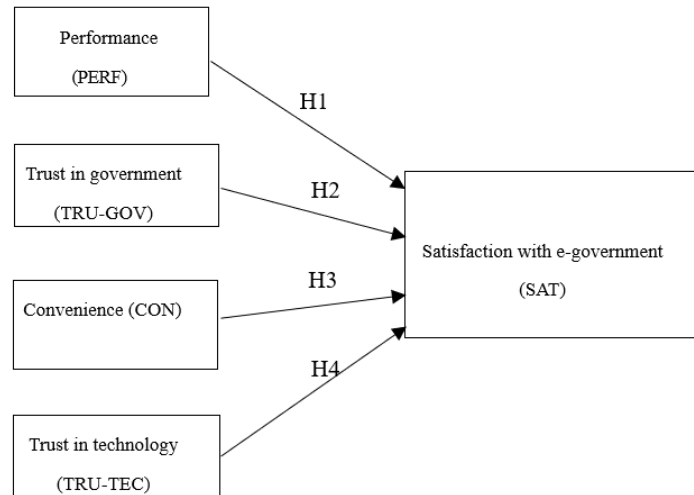 Performance
(PERF)
H1
Trust in government
(TRU-GOV)
H2
Satisfaction with e-government
(SAT)
Convenience (CON)
H3
H4
Trust in technology
(TRU-TEC)